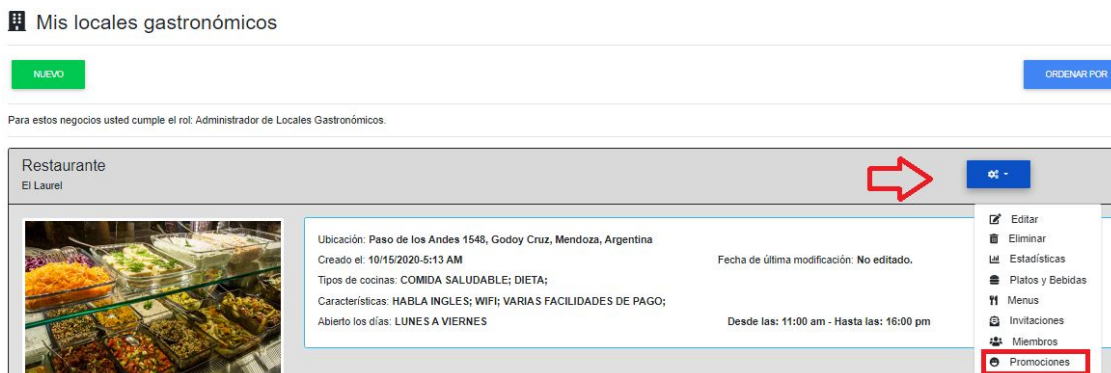 Mis locales gastronómicos
NUEVO
ORDENAR POR
Para estos negocios usted cumple el rol: Administrador de Locales Gastronómicos.
Restaurante
El Laurel
Ubicación: Paso de los Andes 1548, Godoy Cruz, Mendoza, Argentina
Creado el: 10/15/2020-5:13 AM Fecha de última modificación: No editado.
Tipos de cocinas: COMIDA SALUDABLE; DIETA;
Características: HABLA INGLES; WIFI; VARIAS FACILIDADES DE PAGO;
Abierto los días: LUNES A VIERNES Desde las: 11:00 am - Hasta las: 16:00 pm
Editar
Eliminar
Estadísticas
Platos y Bebidas
Menus
Invitaciones
Miembros
Promociones